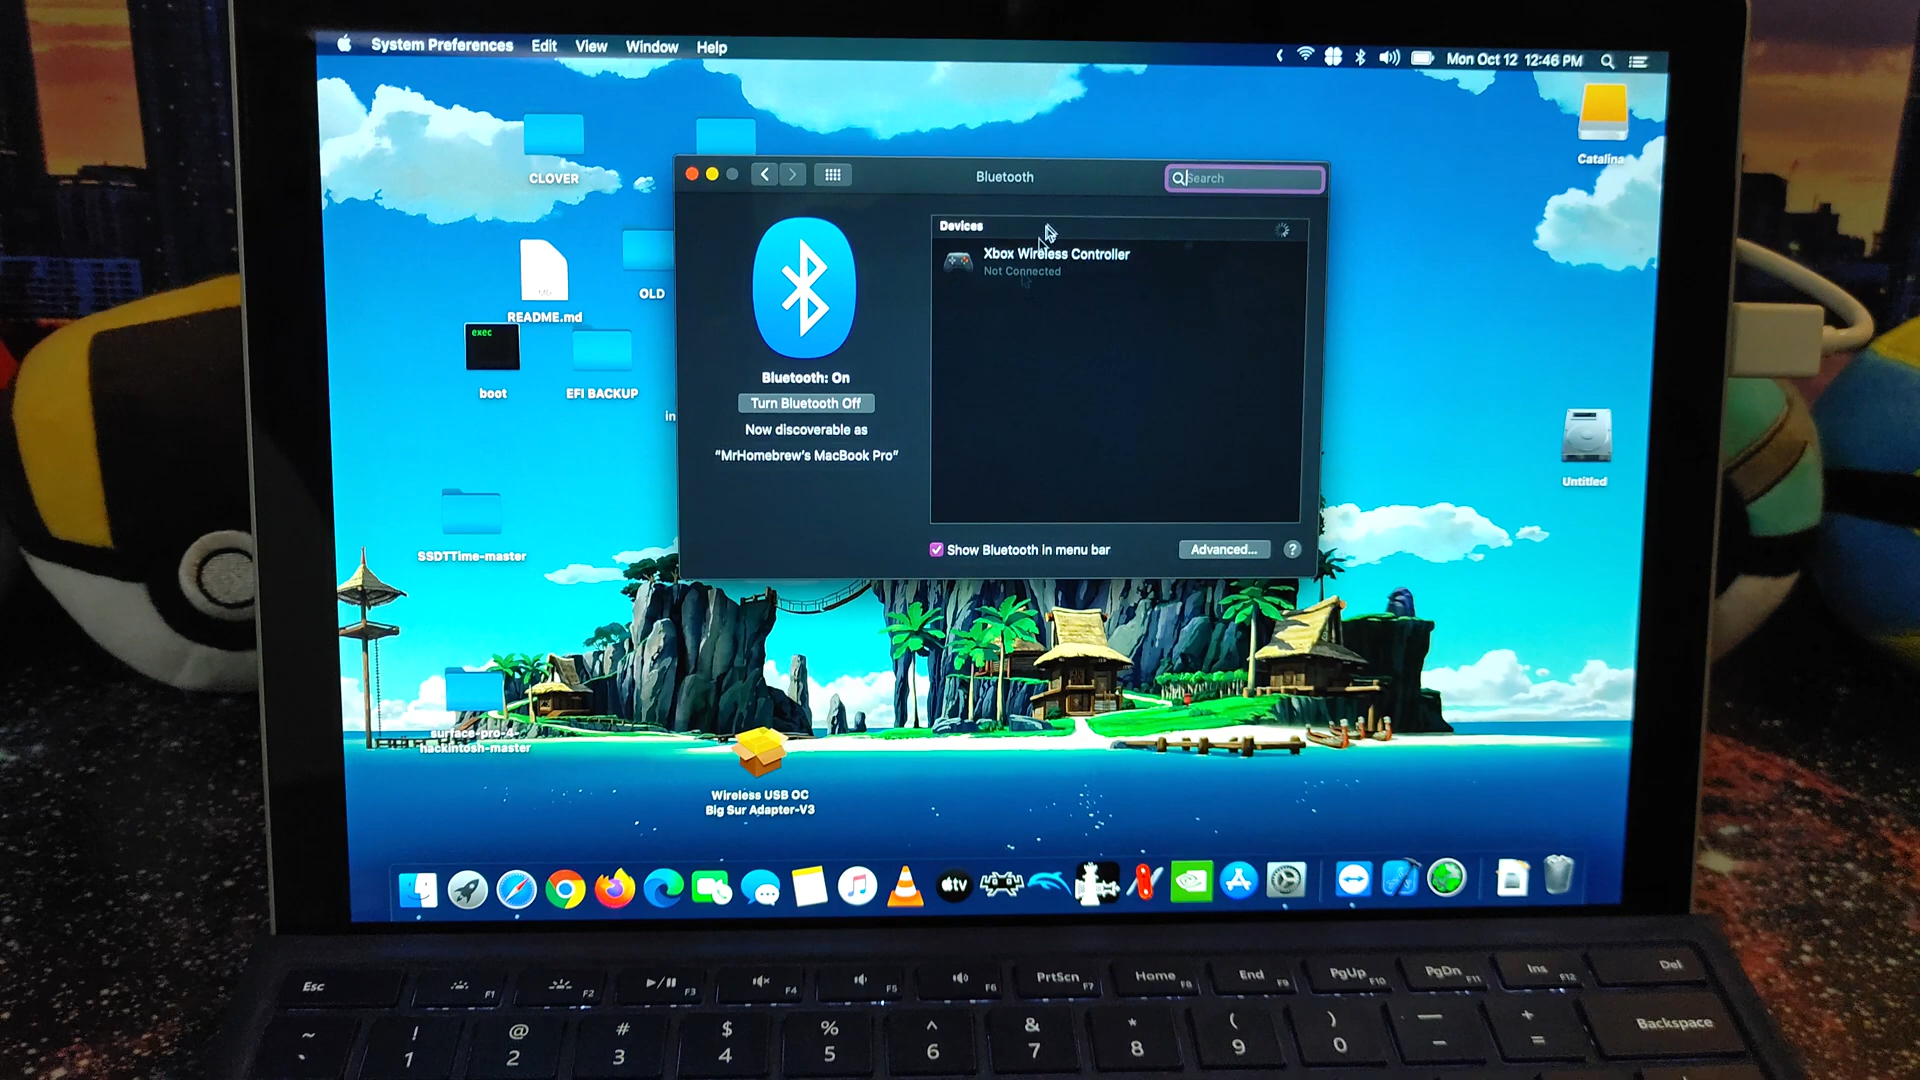 System Preferences Edit View Window Help
Mon Oct 12 12:46 PM
CLOVER
Catalina
README.md
OLD
exec
boot
EFI BACKUP
in
SSDTTime-master
surface-pro-4-
hackintosh-master
Wireless USB OC
Big Sur Adapter-V3
Untitled
Bluetooth
Search
Bluetooth: On
Turn Bluetooth Off
Now discoverable as
“MrHomebrew’s MacBook Pro”
Devices
Xbox Wireless Controller
Not Connected
Show Bluetooth in menu bar
Advanced...
?
tv
Esc F1 F2 F3 F4 F5 F6 PrtScn F7 Home F8 End F9 PgUp F10 PgDn F11 Ins F12 Del
~ ! @ # $ % ^ & * ( ) — +
` 1 2 3 4 5 6 7 8 9 0 - = Backspace